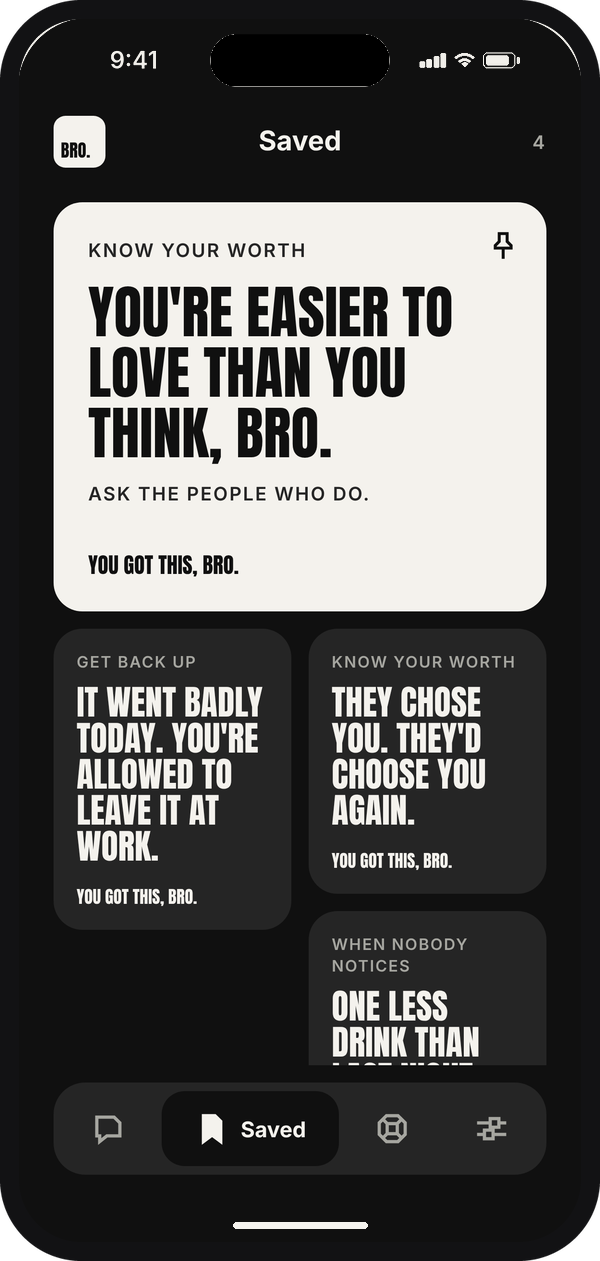 9:41
BRO.
Saved
4
KNOW YOUR WORTH
YOU'RE EASIER TO
LOVE THAN YOU
THINK, BRO.
ASK THE PEOPLE WHO DO.
YOU GOT THIS, BRO.
GET BACK UP
IT WENT BADLY
TODAY. YOU'RE
ALLOWED TO
LEAVE IT AT
WORK.
YOU GOT THIS, BRO.
KNOW YOUR WORTH
THEY CHOSE
YOU. THEY'D
CHOOSE YOU
AGAIN.
YOU GOT THIS, BRO.
WHEN NOBODY
NOTICES
ONE LESS
DRINK THAN
Saved